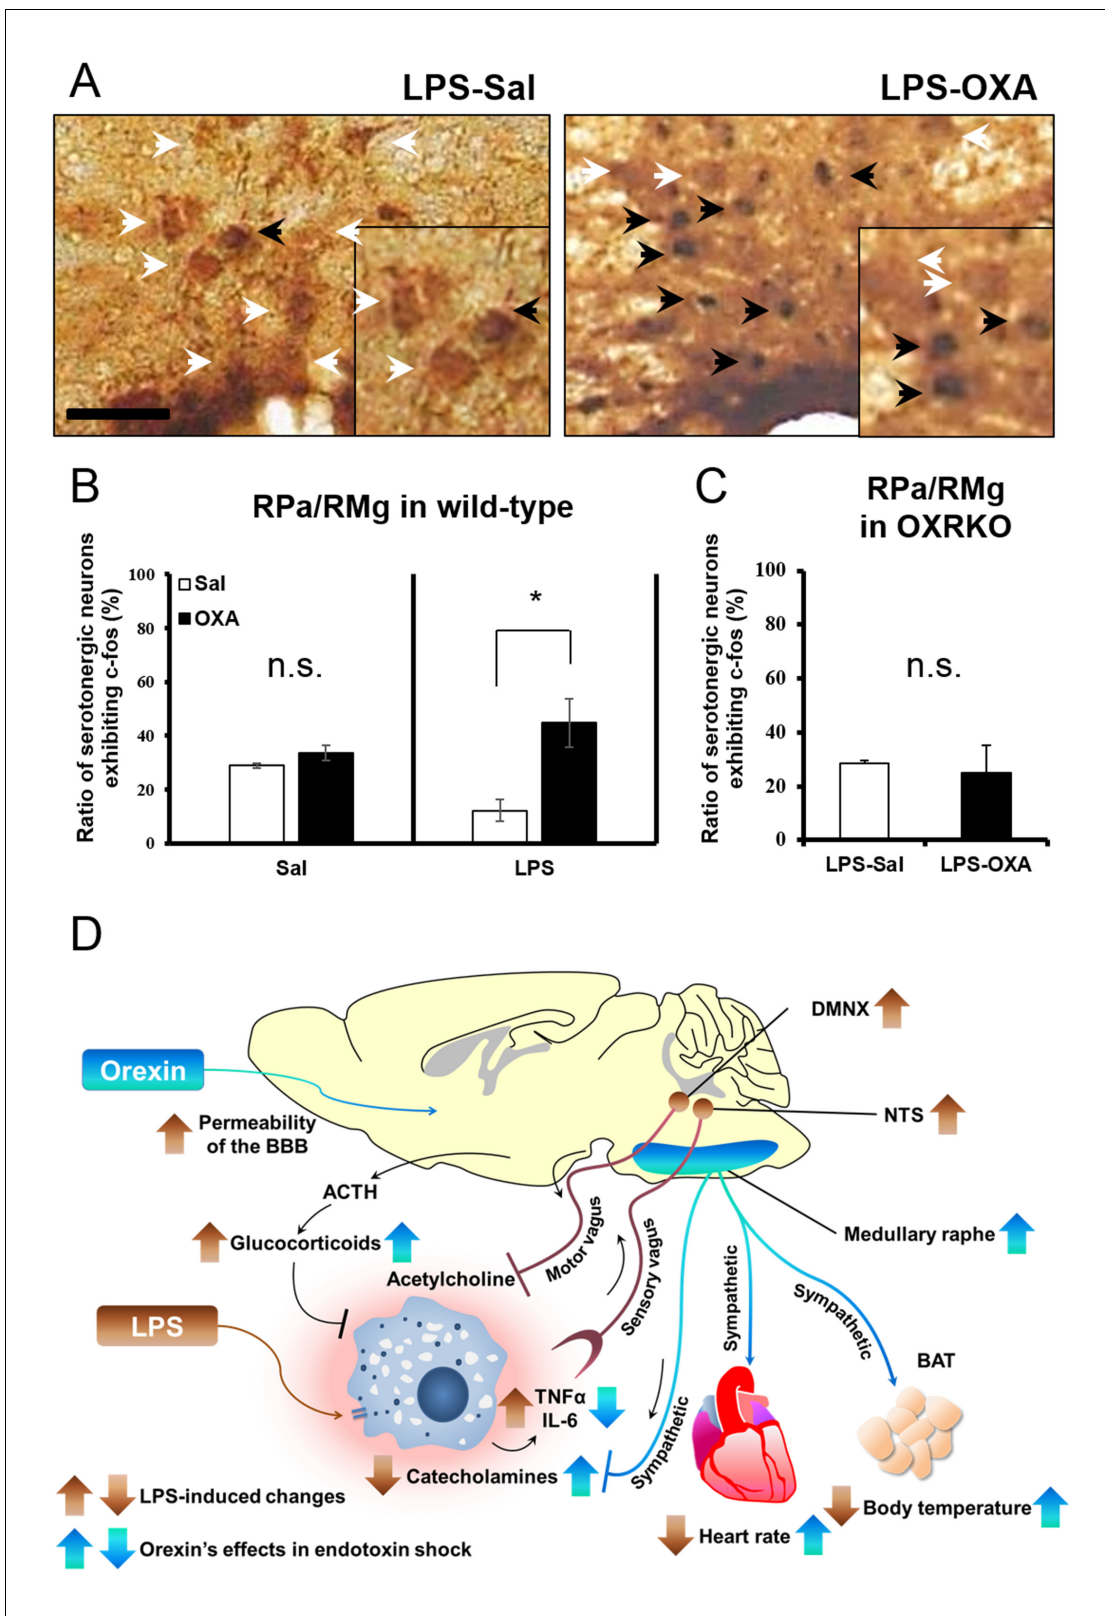 A
LPS-Sal
LPS-OXA
B
RPa/RMg in wild-type
Ratio of serotonergic neurons
exhibiting c-fos (%)
100
80
60
40
20
0
Sal
OXA
n.s.
*
Sal
LPS
C
RPa/RMg
in OXRKO
Ratio of serotonergic neurons
exhibiting c-fos (%)
100
80
60
40
20
0
n.s.
LPS-Sal
LPS-OXA
D
DMNX
Orexin
NTS
Permeability
of the BBB
ACTH
Medullary raphe
Glucocorticoids
Acetylcholine
Motor vagus
Sensory vagus
Sympathetic
Sympathetic
Sympathetic
LPS
BAT
TNFα
IL-6
Catecholamines
LPS-induced changes
Body temperature
Heart rate
Orexin's effects in endotoxin shock